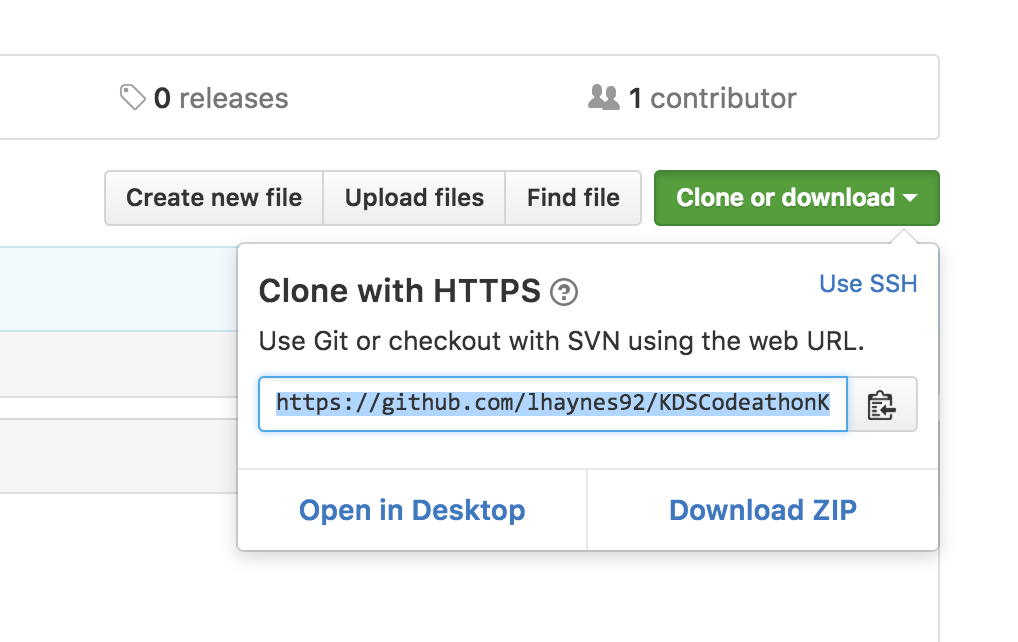 0 releases 1 contributor
Create new file Upload files Find file Clone or download
Clone with HTTPS ? Use SSH
Use Git or checkout with SVN using the web URL.
https://github.com/lhaynes92/KDSCodeathonK
Open in Desktop Download ZIP